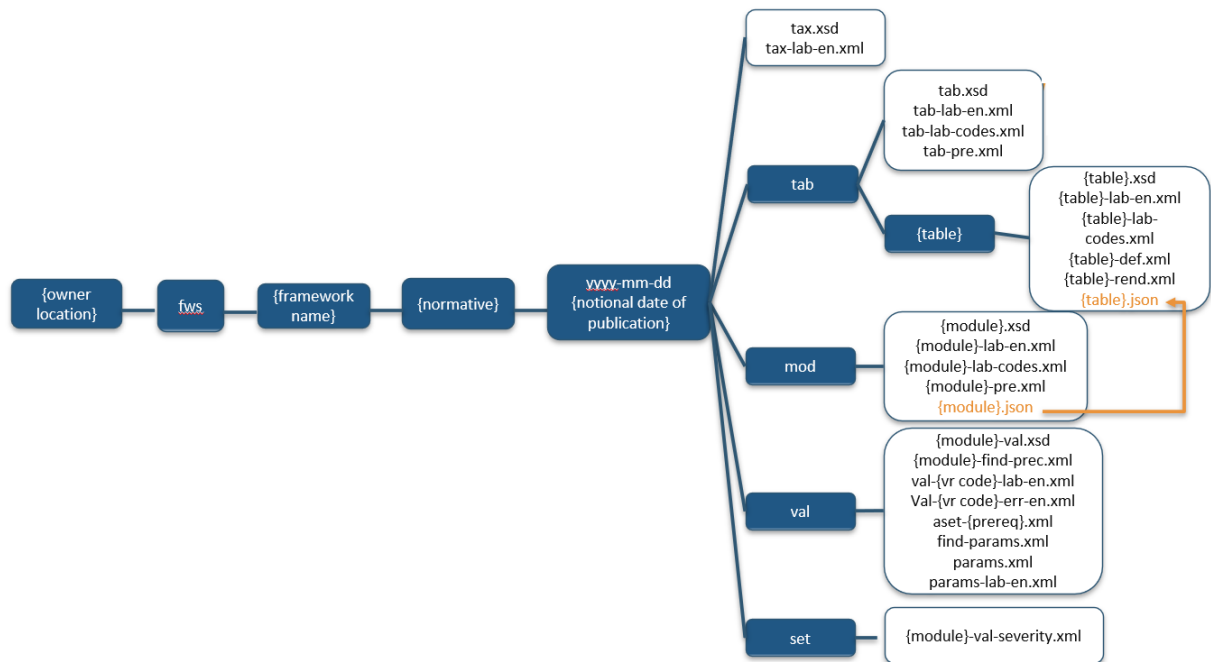 tax.xsd
tax-lab-en.xml
tab.xsd
tab-lab-en.xml
tab-lab-codes.xml
tab-pre.xml
tab
{table}.xsd
{table}-lab-en.xml
{table}-lab-
codes.xml
{table}-def.xml
{table}-rend.xml
{table}.json
{table}
{owner
location}
fws
{framework
name}
{normative}
yyyy-mm-dd
{notional date of
publication}
mod
{module}.xsd
{module}-lab-en.xml
{module}-lab-codes.xml
{module}-pre.xml
{module}.json
val
{module}-val.xsd
{module}-find-prec.xml
val-{vr code}-lab-en.xml
Val-{vr code}-err-en.xml
aset-{prereq}.xml
find-params.xml
params.xml
params-lab-en.xml
set
{module}-val-severity.xml